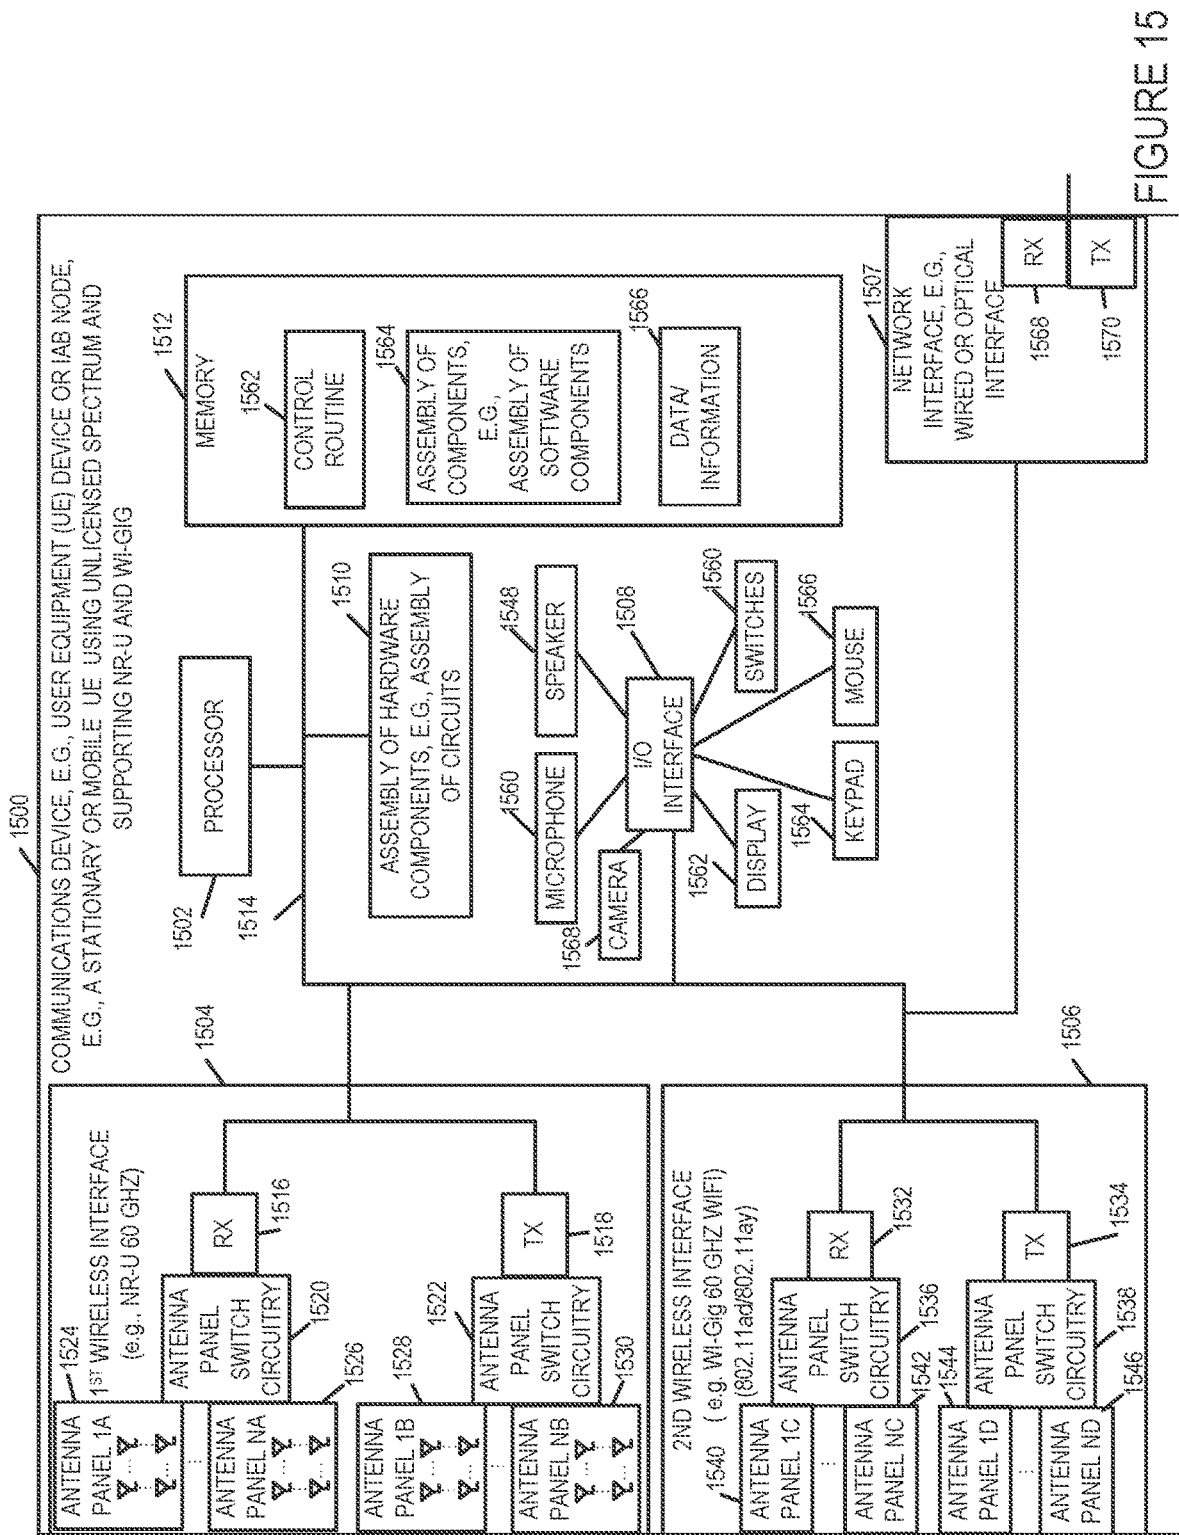 1500
COMMUNICATIONS DEVICE, E.G., USER EQUIPMENT (UE) DEVICE OR IAB NODE,
E.G., A STATIONARY OR MOBILE UE USING UNLICENSED SPECTRUM AND
SUPPORTING NR-U AND WI-GIG
1504
1ST WIRELESS INTERFACE
(e.g., NR-U 60 GHZ)
1524
ANTENNA
PANEL 1A
...
...
...
ANTENNA
PANEL NA
...
...
1526
ANTENNA
PANEL
SWITCH
CIRCUITRY
1520
RX
1516
1528
ANTENNA
PANEL 1B
...
...
...
ANTENNA
PANEL NB
...
...
1530
1522
ANTENNA
PANEL
SWITCH
CIRCUITRY
TX
1518
1506
2ND WIRELESS INTERFACE
( e.g. WI-Gig 60 GHZ WIFI)
(802.11ad/802.11ay)
1540
ANTENNA
PANEL 1C
...
ANTENNA
PANEL NC
1542
ANTENNA
PANEL
SWITCH
CIRCUITRY
1536
RX
1532
1544
ANTENNA
PANEL 1D
...
ANTENNA
PANEL ND
1546
ANTENNA
PANEL
SWITCH
CIRCUITRY
1538
TX
1534
PROCESSOR
1502
1514
ASSEMBLY OF HARDWARE
COMPONENTS, E.G., ASSEMBLY
OF CIRCUITS
1510
MICROPHONE
1560
SPEAKER
1548
I/O
INTERFACE
1508
CAMERA
1568
DISPLAY
1562
KEYPAD
1564
MOUSE
1566
SWITCHES
1560
1512
MEMORY
1562
CONTROL
ROUTINE
1564
ASSEMBLY OF
COMPONENTS,
E.G.,
ASSEMBLY OF
SOFTWARE
COMPONENTS
1566
DATA/
INFORMATION
1507
NETWORK
INTERFACE, E.G.,
WIRED OR OPTICAL
INTERFACE
RX
1568
TX
1570
FIGURE 15